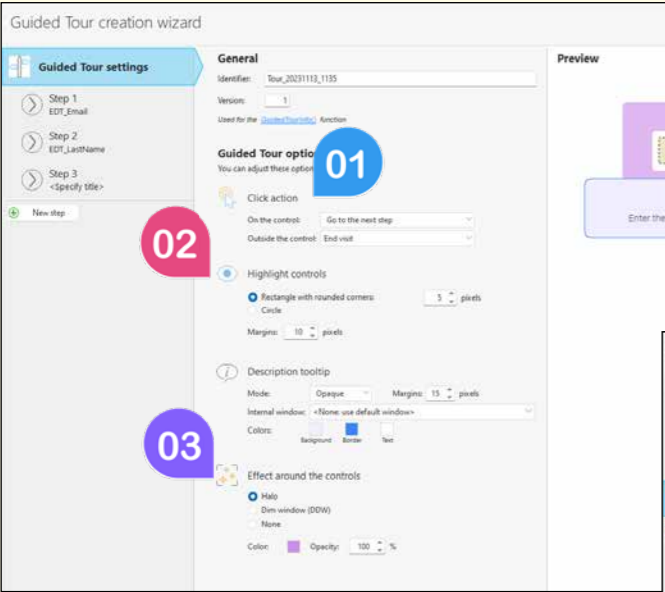 Guided Tour creation wizard
Guided Tour settings
Step 1
EDT_Email
Step 2
EDT_LastName
Step 3
<Specify title>
New step
General
Identifier: Tour_20231113_1135
Version: 1
Used for the function
Guided Tour optio
You can adjust these option
01
Click action
On the control: Go to the next step
Outside the control: End visit
02
Highlight controls
Rectangle with rounded corners: 5 pixels
Circle
Margins: 10 pixels
Description tooltip
Mode: Opaque Margins: 15 pixels
Internal window: <None: use default window>
Colors:
Background Border Text
03
Effect around the controls
Halo
Dim window (DDW)
None
Color: Opacity: 100 %
Preview
Enter the